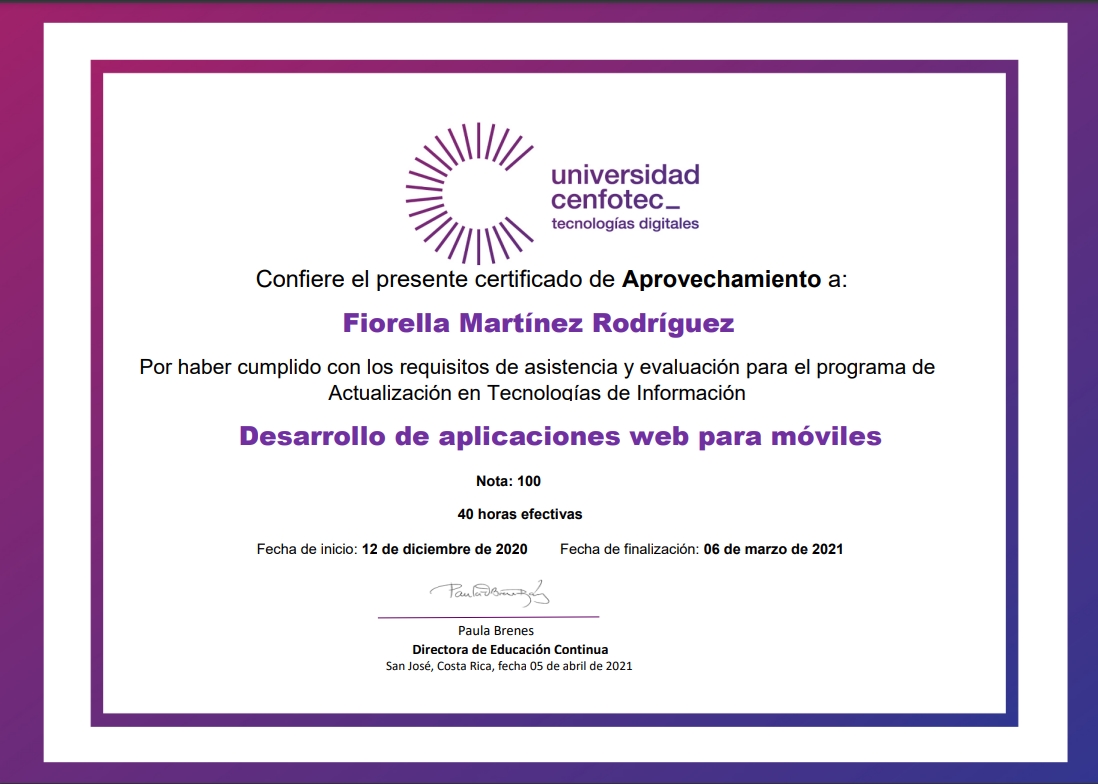 universidad
cenfotec_
tecnologías digitales
Confiere el presente certificado de Aprovechamiento a:
Fiorella Martínez Rodríguez
Por haber cumplido con los requisitos de asistencia y evaluación para el programa de
Actualización en Tecnologías de Información
Desarrollo de aplicaciones web para móviles
Nota: 100
40 horas efectivas
Fecha de inicio: 12 de diciembre de 2020 Fecha de finalización: 06 de marzo de 2021
Paula Brenes
Directora de Educación Continua
San José, Costa Rica, fecha 05 de abril de 2021